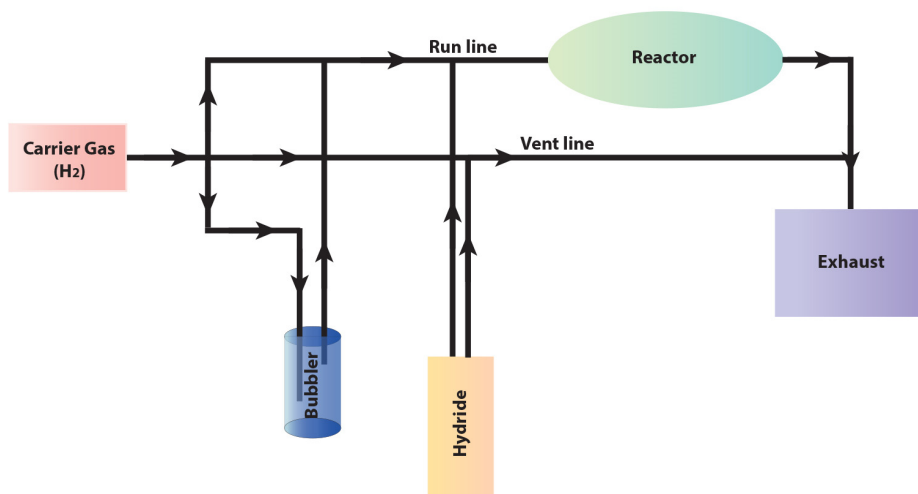 Run line
Reactor
Carrier Gas
(H2)
Vent line
Exhaust
Bubbler
Hydride